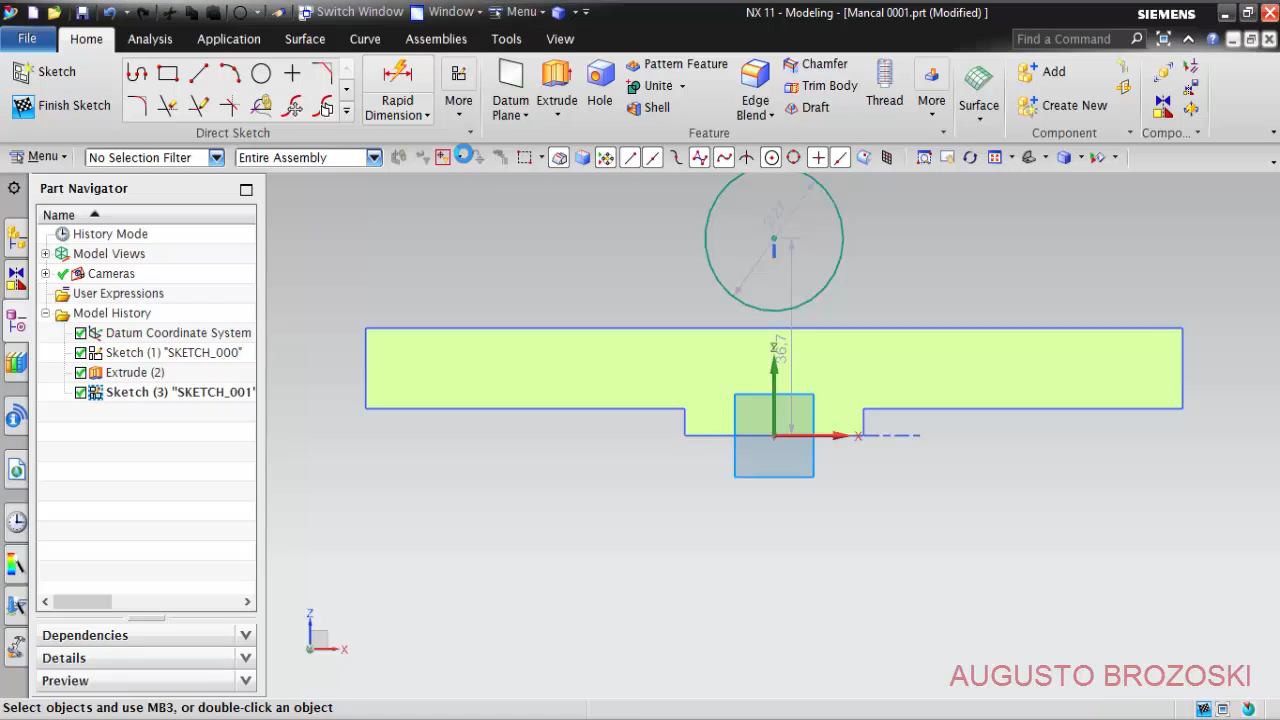 Switch Window
Window
Menu
NX 11 - Modeling - [Mancal 0001.prt (Modified) ]
SIEMENS
File
Home
Analysis
Application
Surface
Curve
Assemblies
Tools
View
Find a Command
Sketch
Finish Sketch
Direct Sketch
Rapid
Dimension
More
Datum
Plane
Extrude
Hole
Pattern Feature
Unite
Shell
Edge
Blend
Chamfer
Trim Body
Draft
Thread
More
Feature
Surface
Add
Create New
Component
Compo...
Menu
No Selection Filter
Entire Assembly
Part Navigator
Name
History Mode
Model Views
Cameras
User Expressions
Model History
Datum Coordinate System
Sketch (1) "SKETCH_000"
Extrude (2)
Sketch (3) "SKETCH_001"
Dependencies
Details
Preview
36,7
Z
X
Z
X
AUGUSTO BROZOSKI
Select objects and use MB3, or double-click an object